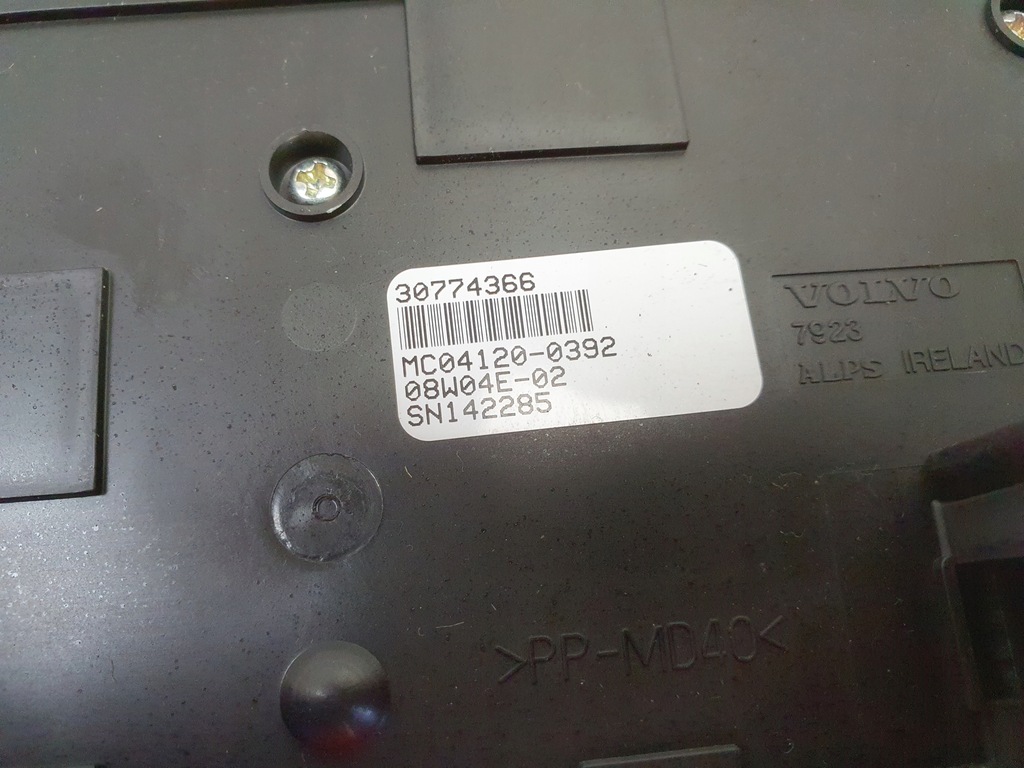 30774366
MC04120-0392
08W04E-02
SN142285
VOLVO
7923
ALPS IRELAND
>PP-MD40<